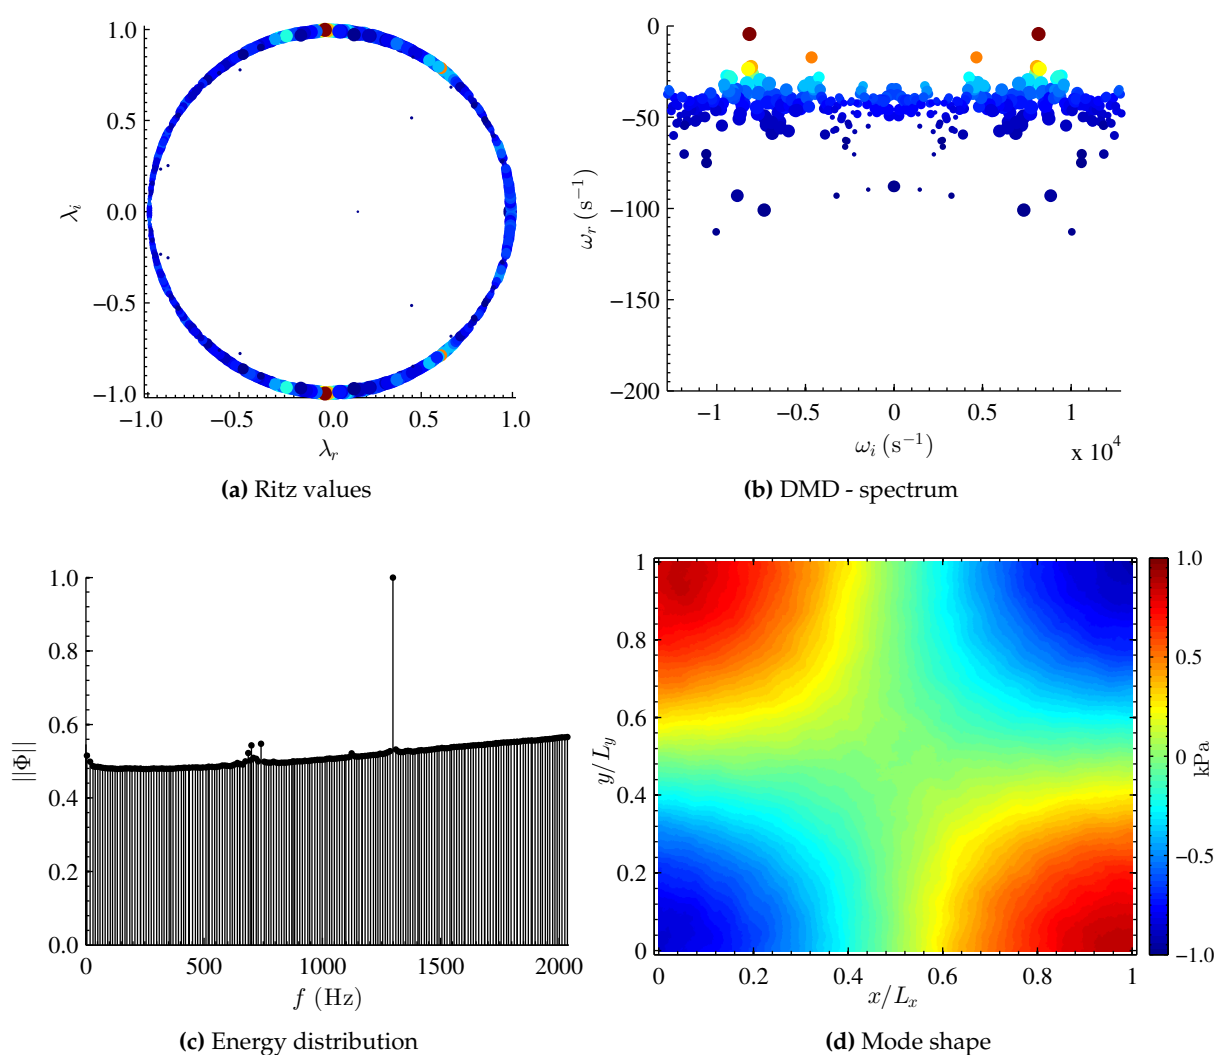 1.0
0.5
0.0
−0.5
−1.0
λi
−1.0 −0.5 0.0 0.5 1.0
λr
(a) Ritz values
0
−50
−100
−150
−200
ωr (s−1)
−1 −0.5 0 0.5 1
ωi (s−1)
x 10^4
(b) DMD - spectrum
1.0
0.8
0.6
0.4
0.2
0.0
||Φ||
0 500 1000 1500 2000
f (Hz)
(c) Energy distribution
1
0.8
0.6
0.4
0.2
0
y/Ly
0 0.2 0.4 0.6 0.8 1
x/Lx
1.0
0.5
0
−0.5
−1.0
kPa
(d) Mode shape